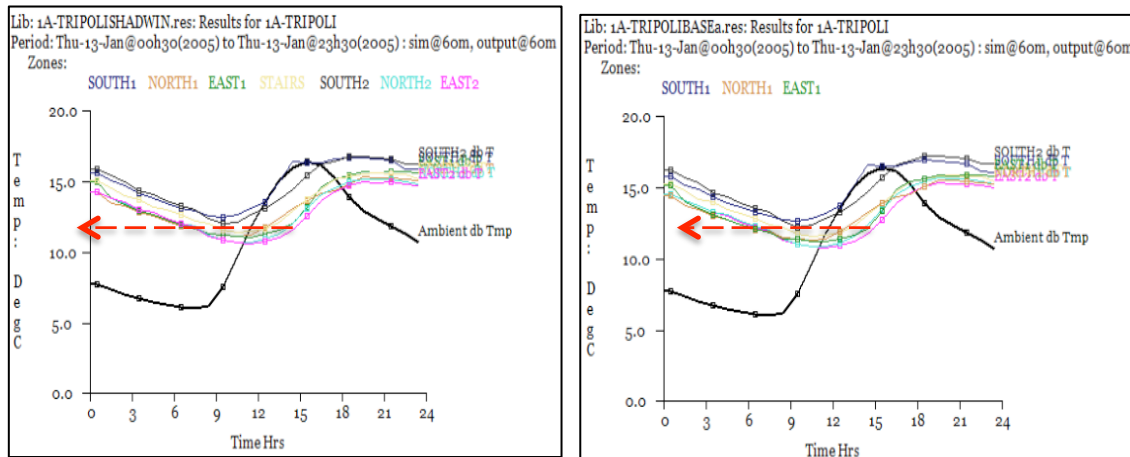 Lib: 1A-TRIPOLISHADWIN.res: Results for 1A-TRIPOLI
Period: Thu-13-Jan@00h30(2005) to Thu-13-Jan@23h30(2005) : sim@60m, output@60m
Zones:
SOUTH1 NORTH1 EAST1 STAIRS SOUTH2 NORTH2 EAST2
20.0
15.0
10.0
5.0
0.0
Temp: DegC
SOUTH2 db T
Ambient db Tmp
0 3 6 9 12 15 18 21 24
Time Hrs
Lib: 1A-TRIPOLIBASEa.res: Results for 1A-TRIPOLI
Period: Thu-13-Jan@00h30(2005) to Thu-13-Jan@23h30(2005) : sim@60m, output@60m
Zones:
SOUTH1 NORTH1 EAST1
20.0
15.0
10.0
5.0
0.0
Temp: DegC
SOUTH2 db T
Ambient db Tmp
0 3 6 9 12 15 18 21 24
Time Hrs